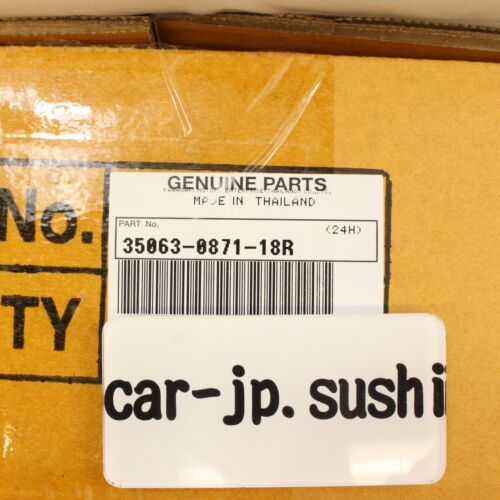 GENUINE PARTS
MADE IN THAILAND
No.
PART No.
(24H)
35063-0871-18R
TY
car-jp.sushi